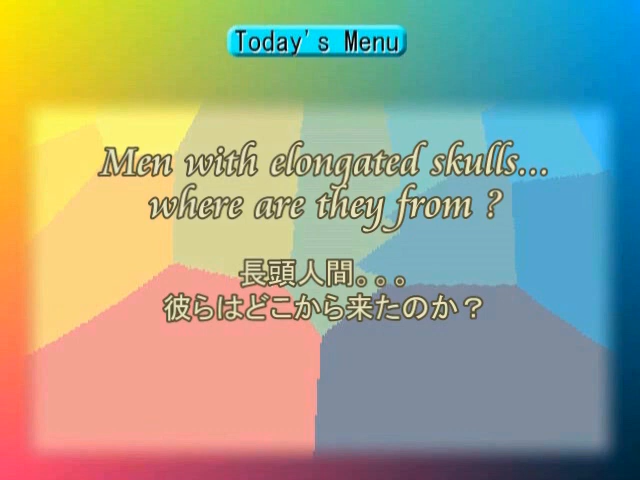 Today's Menu
Men with elongated skulls...
where are they from ?
長頭人間。。。
彼らはどこから来たのか？